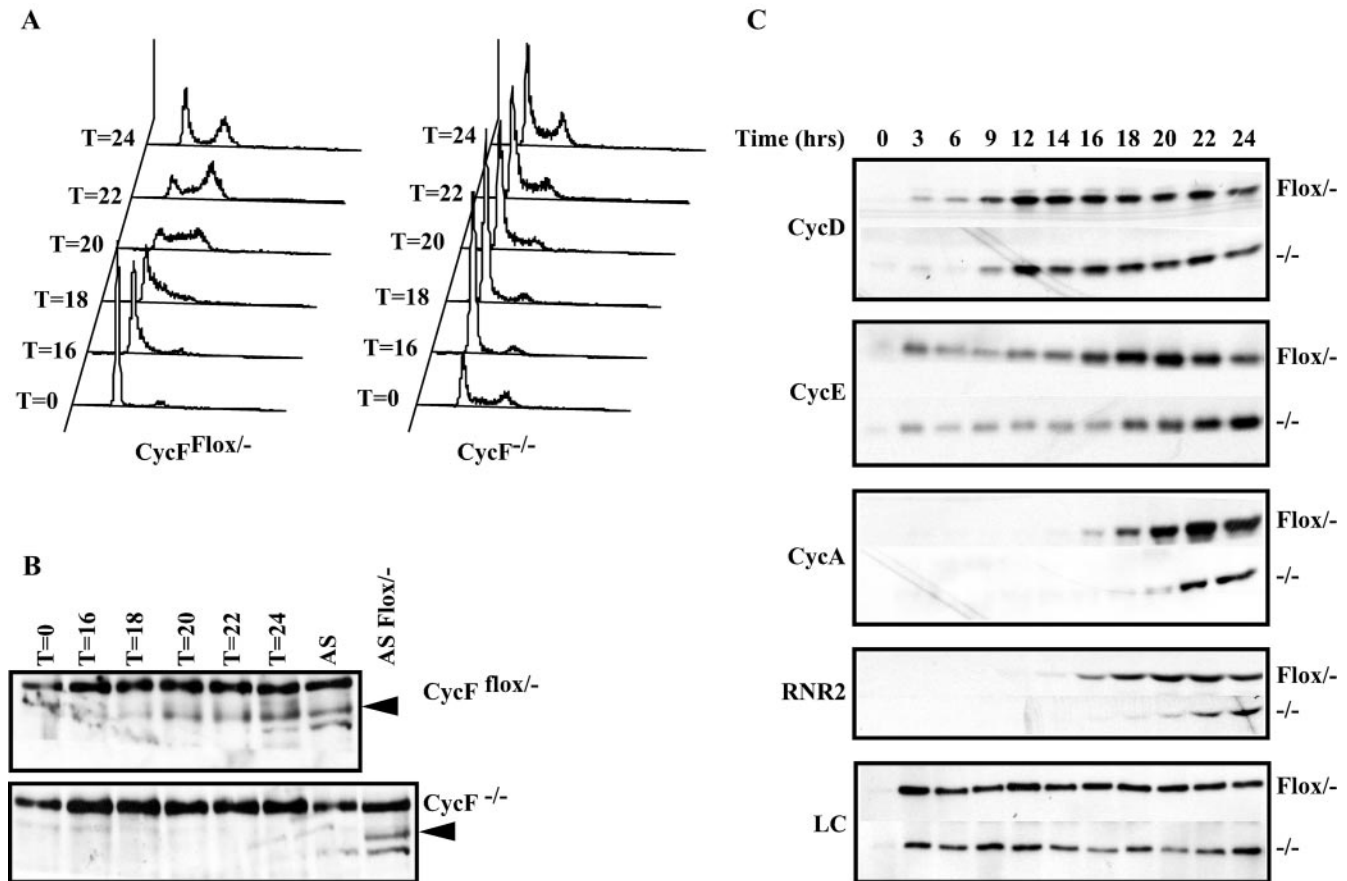 A
T=24
T=22
T=20
T=18
T=16
T=0
CycF Flox/-
T=24
T=22
T=20
T=18
T=16
T=0
CycF -/-
B
T=0 T=16 T=18 T=20 T=22 T=24 AS AS Flox/-
CycF flox/-
CycF -/-
C
Time (hrs) 0 3 6 9 12 14 16 18 20 22 24
CycD Flox/-
-/-
CycE Flox/-
-/-
CycA Flox/-
-/-
RNR2 Flox/-
-/-
LC Flox/-
-/-